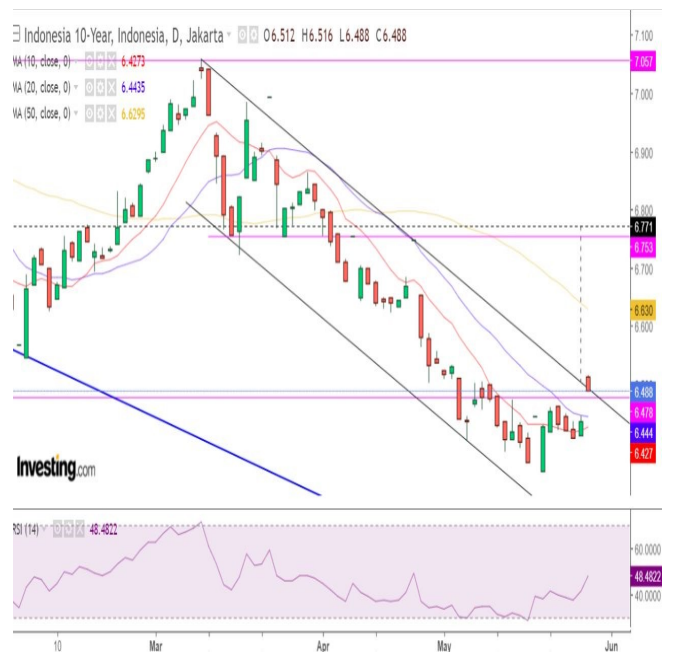 Indonesia 10-Year, Indonesia, D, Jakarta O6.512 H6.516 L6.488 C6.488
MA (10, close, 0) 6.4273
MA (20, close, 0) 6.4435
MA (50, close, 0) 6.6295
7.100
7.057
7.000
6.900
6.800
6.771
6.753
6.700
6.630
6.600
6.488
6.478
6.444
6.427
Investing.com
RSI (14) 48.4822
60.0000
48.4822
40.0000
10 Mar Apr May Jun